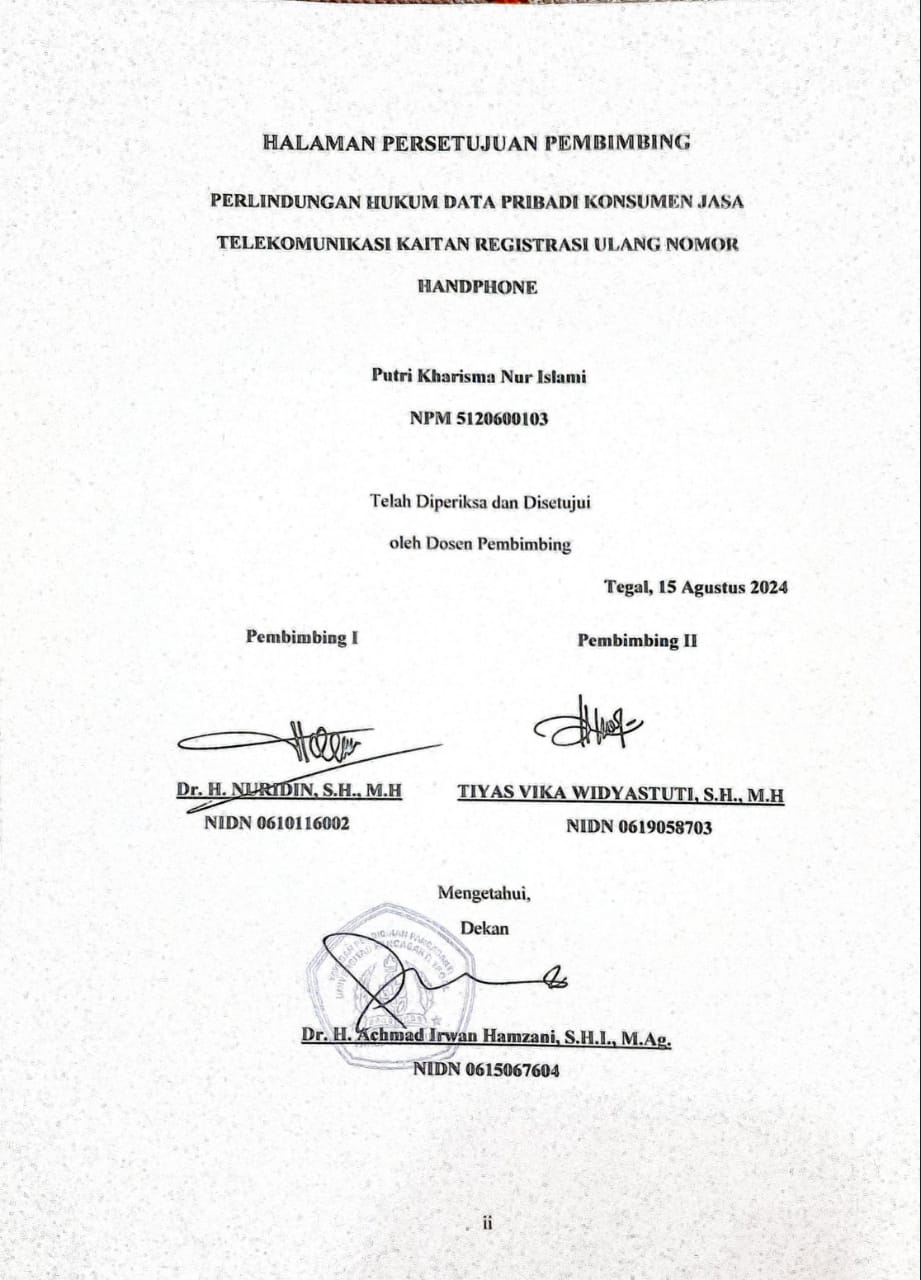 HALAMAN PERSETUJUAN PEMBIMBING
PERLINDUNGAN HUKUM DATA PRIBADI KONSUMEN JASA
TELEKOMUNIKASI KAITAN REGISTRASI ULANG NOMOR
HANDPHONE
Putri Kharisma Nur Islami
NPM 5120600103
Telah Diperiksa dan Disetujui
oleh Dosen Pembimbing
Tegal, 15 Agustus 2024
Pembimbing I
Pembimbing II
Dr. H. NURIDIN, S.H., M.H
TIYAS VIKA WIDYASTUTI, S.H., M.H
NIDN 0610116002
NIDN 0619058703
Mengetahui,
Dekan
Dr. H. Achmad Irwan Hamzani, S.H.I., M.Ag.
NIDN 0615067604
ii